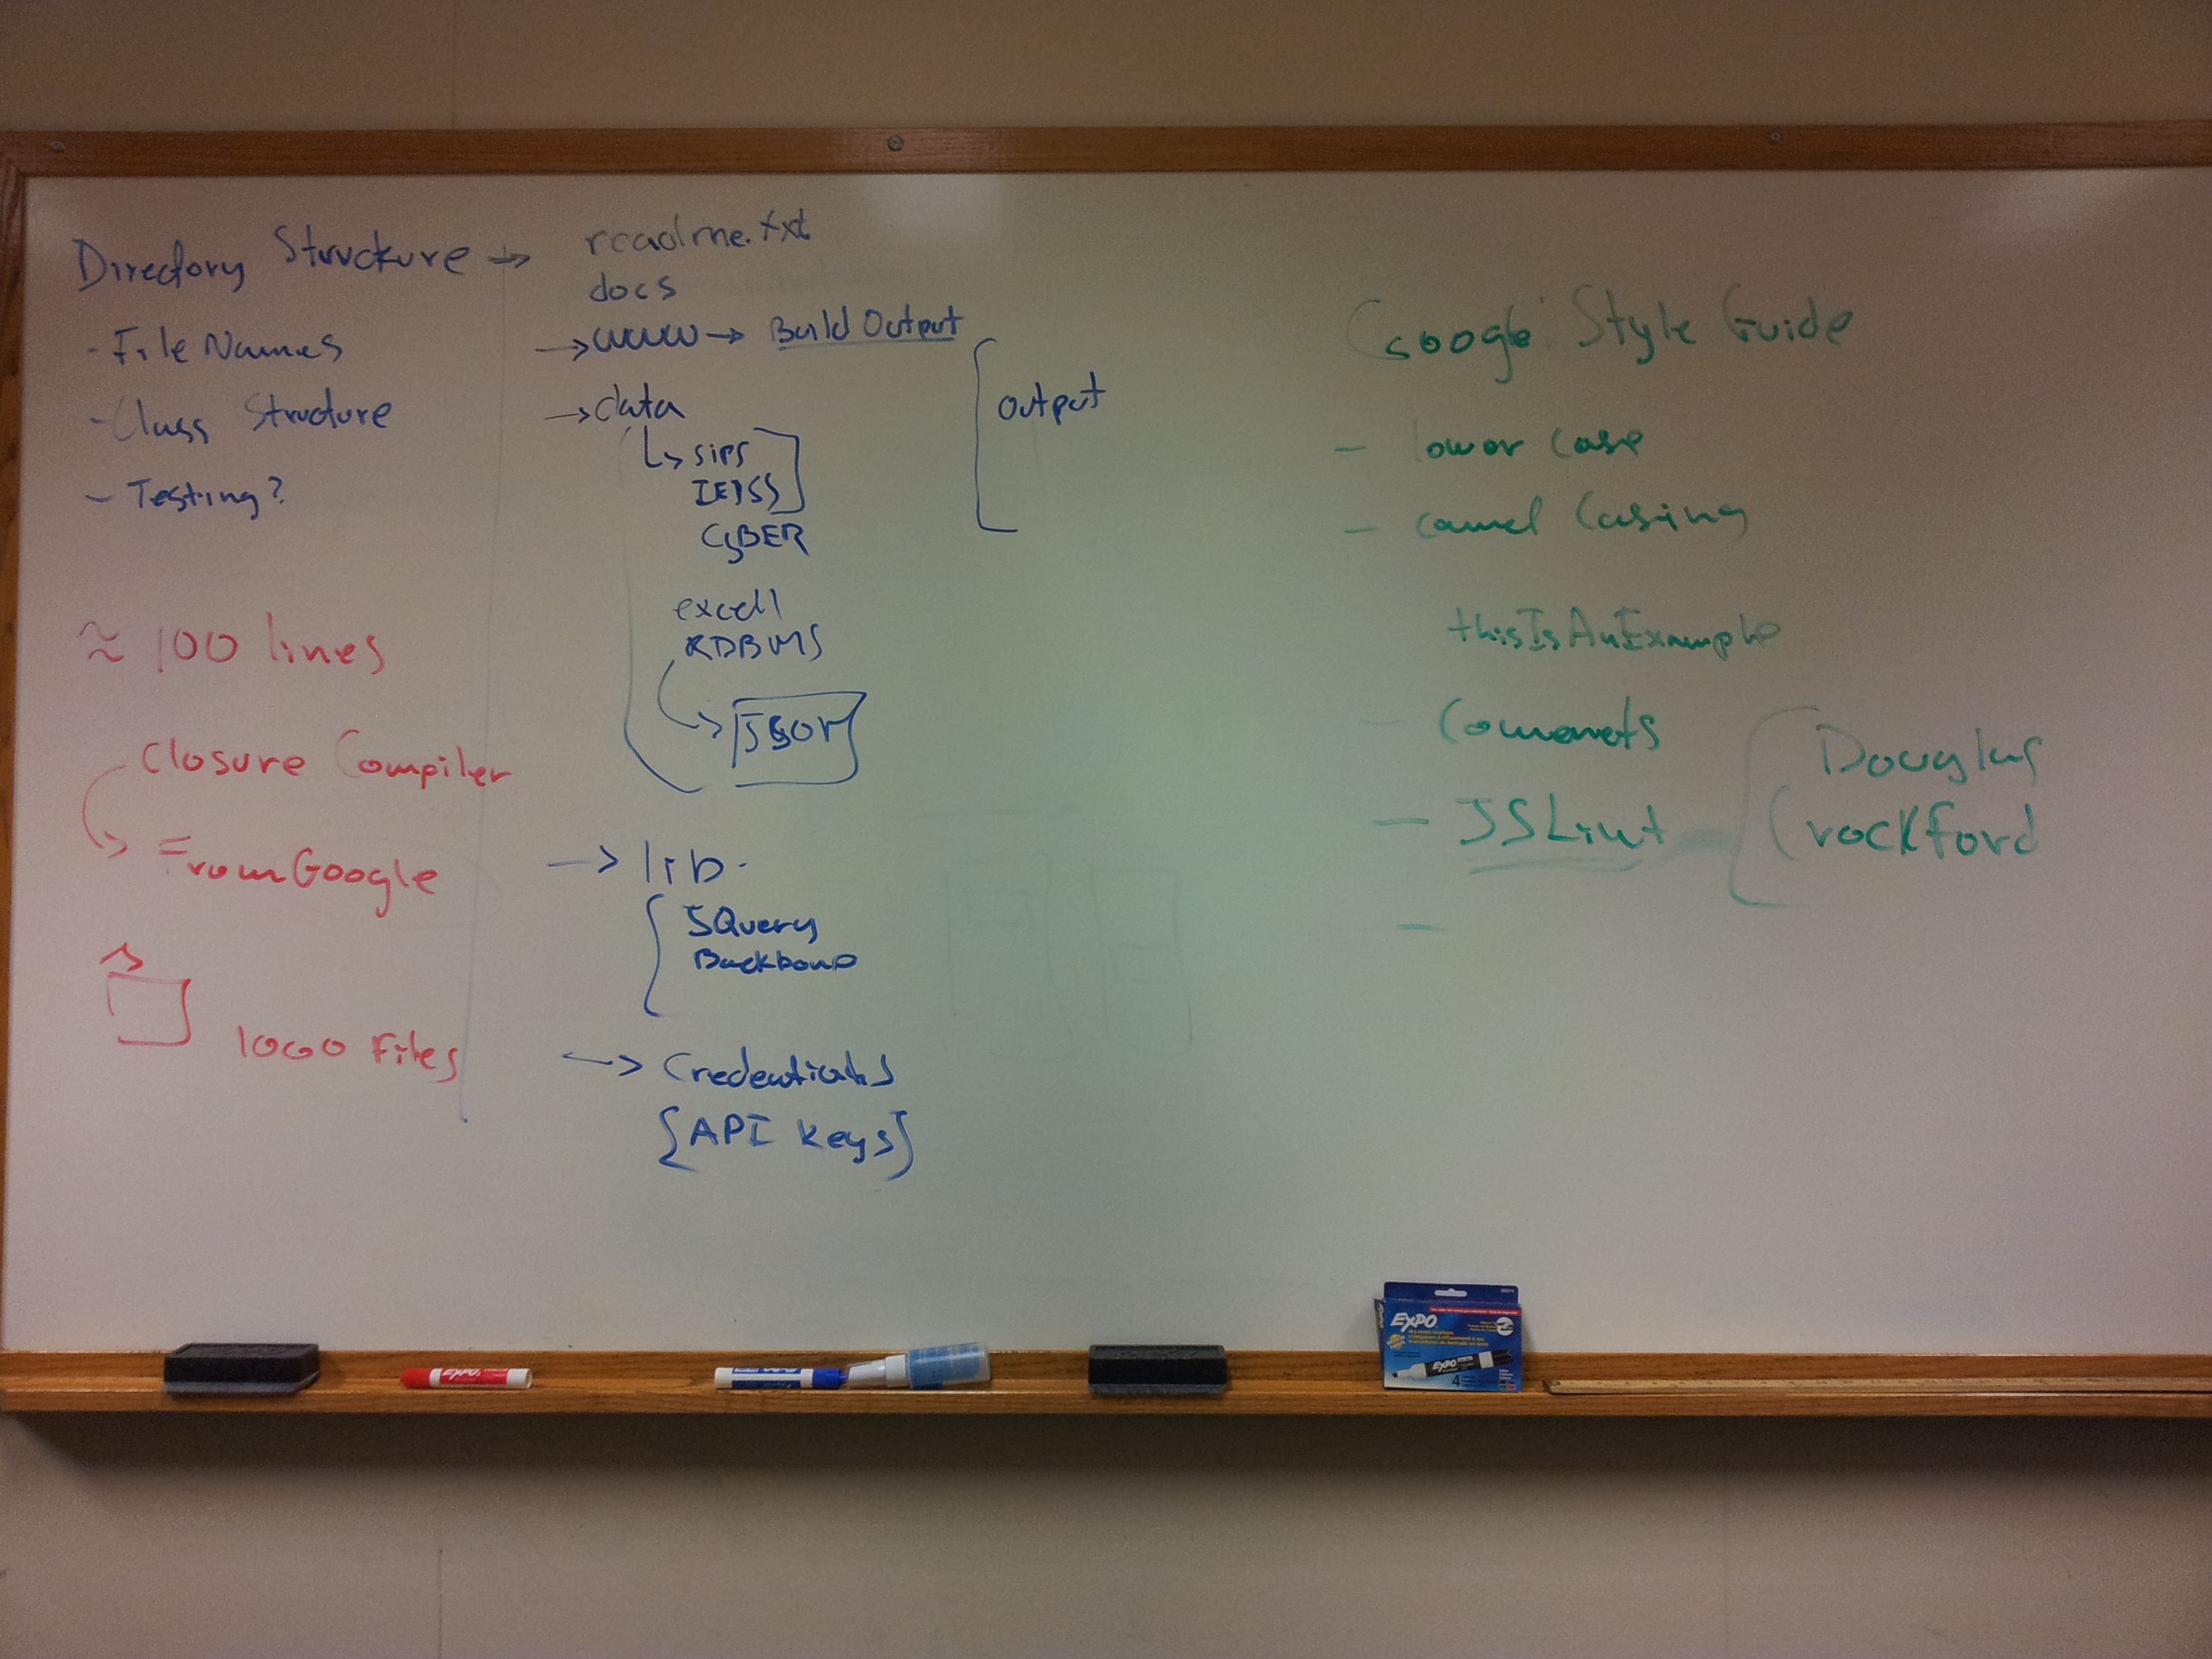 Directory Structure → readme.txt
docs
- File Names
→ www → Build Output
- Class Structure
→ data
output
- Testing?
↳ SIPS
CyBER
excell
RDBMS
→ JSON
→ lib
JQuery
Backbone
→ Credentials
{API keys}
≈ 100 lines
Closure Compiler
→ From Google
1000 Files
Google Style Guide
- lower case
- camel Casing
thisIsAnExample
- Comments
- JSLint
Douglas
Crockford
-
EXPO
EXPO
EXPO
4